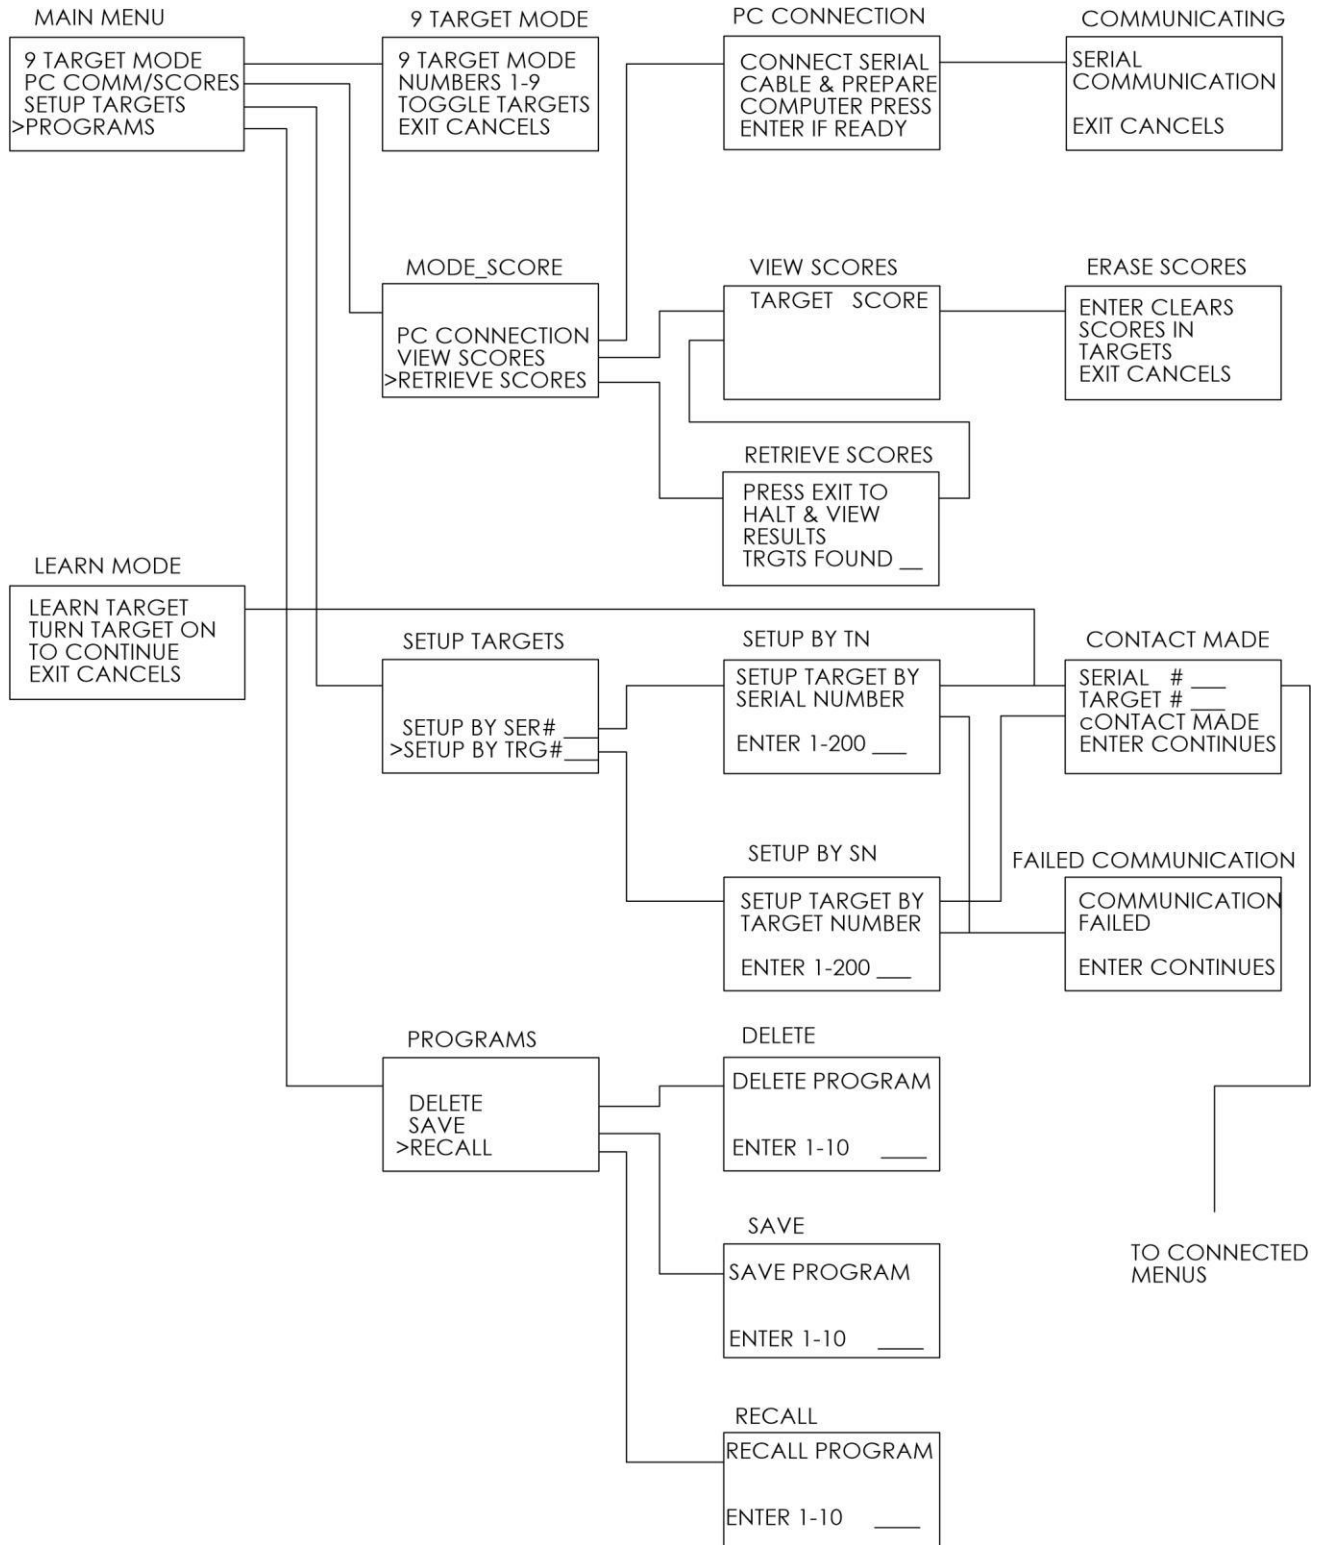 MAIN MENU
9 TARGET MODE
PC COMM/SCORES
SETUP TARGETS
>PROGRAMS
9 TARGET MODE
9 TARGET MODE
NUMBERS 1-9
TOGGLE TARGETS
EXIT CANCELS
PC CONNECTION
CONNECT SERIAL
CABLE & PREPARE
COMPUTER PRESS
ENTER IF READY
COMMUNICATING
SERIAL
COMMUNICATION
EXIT CANCELS
MODE_SCORE
PC CONNECTION
VIEW SCORES
>RETRIEVE SCORES
VIEW SCORES
TARGET SCORE
ERASE SCORES
ENTER CLEARS
SCORES IN
TARGETS
EXIT CANCELS
RETRIEVE SCORES
PRESS EXIT TO
HALT & VIEW
RESULTS
TRGTS FOUND __
LEARN MODE
LEARN TARGET
TURN TARGET ON
TO CONTINUE
EXIT CANCELS
SETUP TARGETS
SETUP BY SER#___
>SETUP BY TRG#___
SETUP BY TN
SETUP TARGET BY
SERIAL NUMBER
ENTER 1-200 ___
CONTACT MADE
SERIAL # ___
TARGET # ___
cONTACT MADE
ENTER CONTINUES
SETUP BY SN
SETUP TARGET BY
TARGET NUMBER
ENTER 1-200 ___
FAILED COMMUNICATION
COMMUNICATION
FAILED
ENTER CONTINUES
PROGRAMS
DELETE
SAVE
>RECALL
DELETE
DELETE PROGRAM
ENTER 1-10 ____
SAVE
SAVE PROGRAM
ENTER 1-10 ____
RECALL
RECALL PROGRAM
ENTER 1-10 ____
TO CONNECTED
MENUS